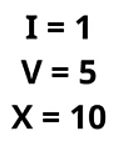 I = 1
V = 5
X = 10